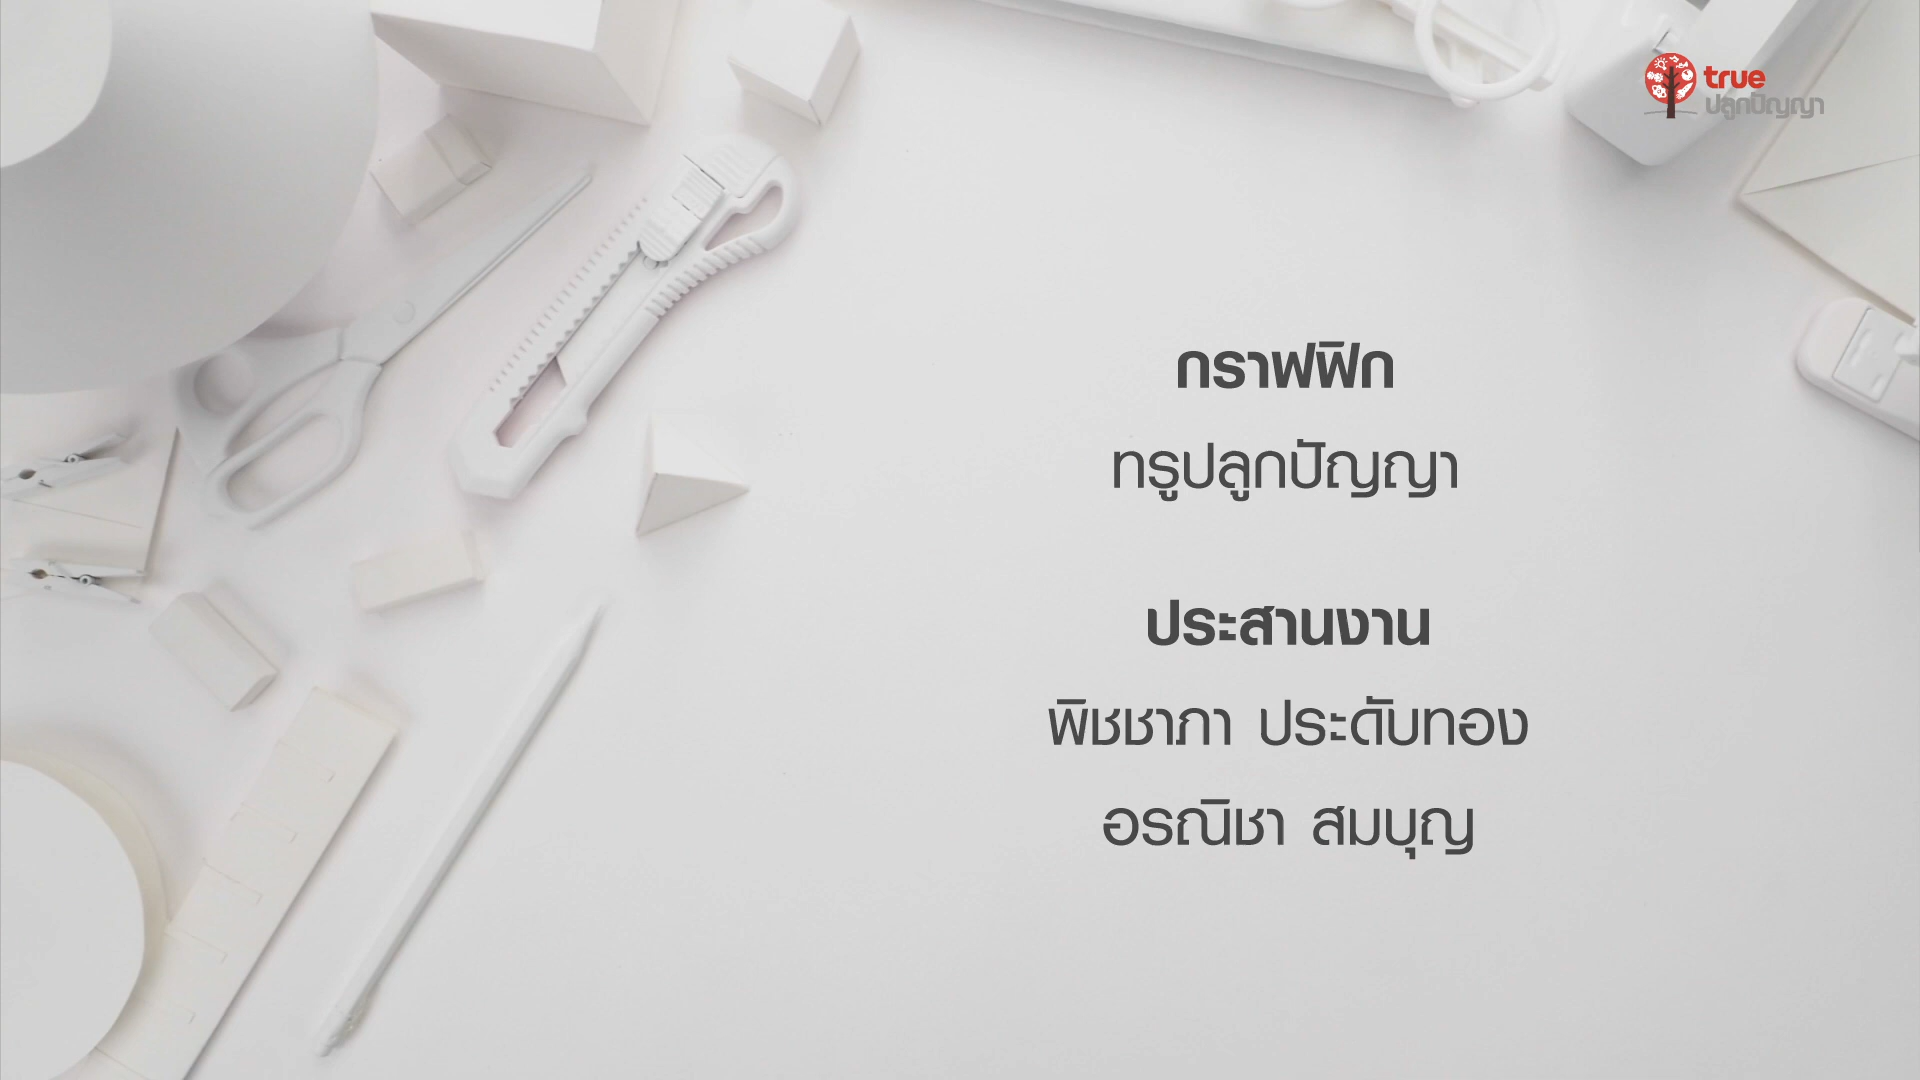 true
ปลูกปัญญา
กราฟฟิก
ทรูปลูกปัญญา
ประสานงาน
พิชชาภา ประดับทอง
อรณิชา สมบุญ